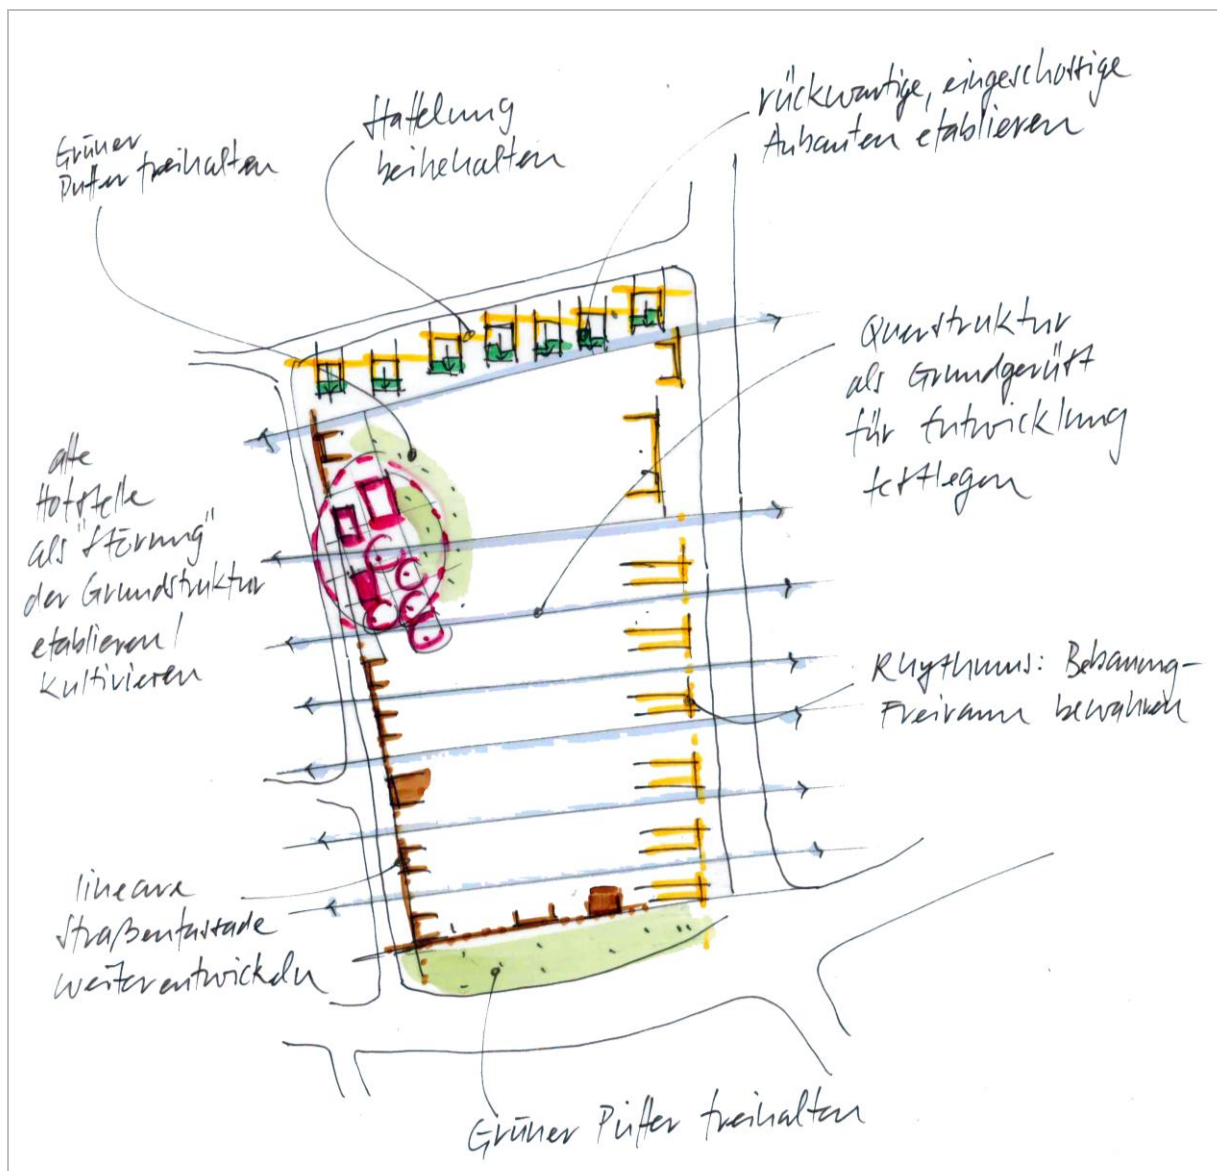 Grüner
Puffer freihalten
Staffelung
beibehalten
rückwärtige, eingeschossige
Anbauten etablieren
Querstruktur
als Grundgerüst
für Entwicklung
festlegen
alte
Hofstelle
als "Störung"
der Grundstruktur
etablieren/
kultivieren
Rhythmus: Bebauung-
Freiraum bewahren
lineare
Straßenfassade
weiterentwickeln
Grüner Puffer freihalten